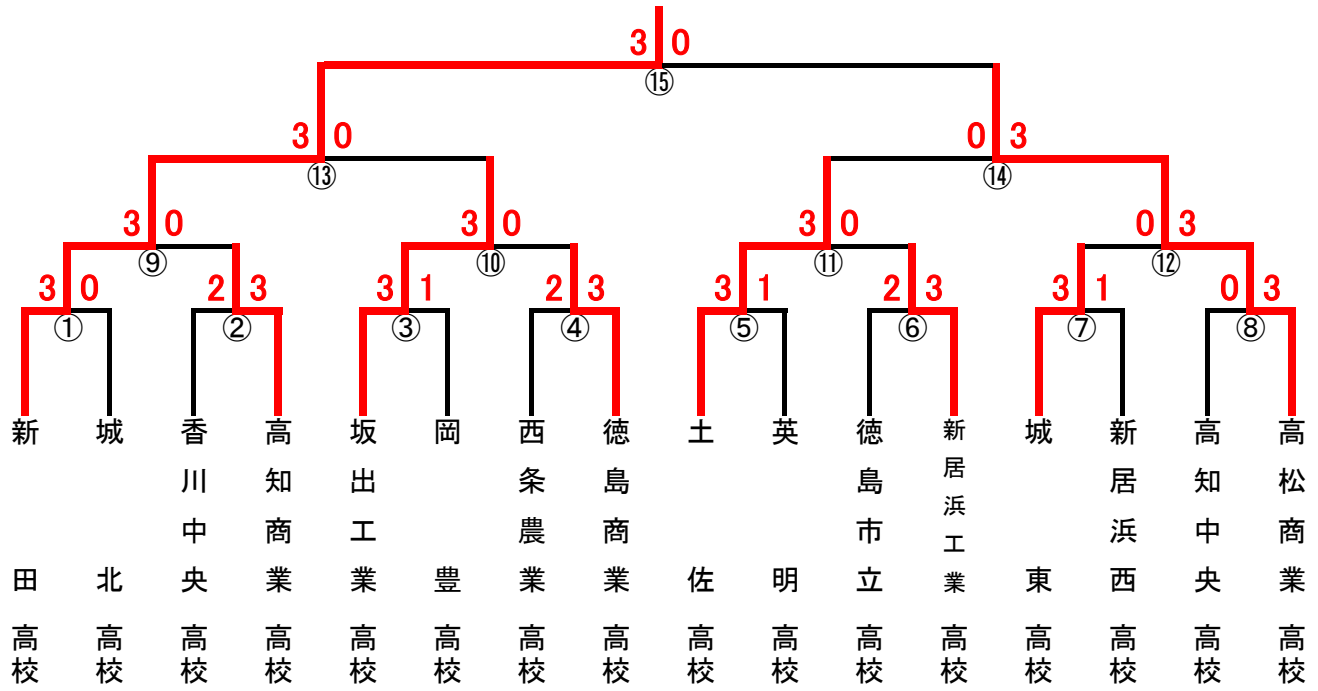 3 0
⑮
3 0
0 3
⑬
⑭
3 0
3 0
3 0
0 3
⑨
⑩
⑪
⑫
3 0
2 3
3 1
2 3
3 1
2 3
3 1
0 3
①
②
③
④
⑤
⑥
⑦
⑧
新田高校
城北高校
香川中央高校
高知商業高校
坂出工業高校
岡豊高校
西条農業高校
徳島商業高校
土佐高校
英明高校
徳島市立高校
新居浜工業高校
城東高校
新居浜西高校
高知中央高校
高松商業高校